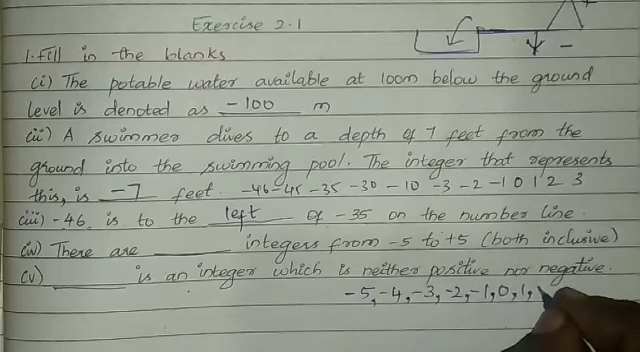 Exercise 2.1
1. Fill in the blanks
(i) The potable water available at 100m below the ground
level is denoted as -100 m
(ii) A swimmer dives to a depth of 7 feet from the
ground into the swimming pool. The integer that represents
this, is -7 feet. -46 -45 -35 -30 -10 -3 -2 -1 0 1 2 3
(iii) -46 is to the left of -35 on the number line.
(iv) There are ______ integers from -5 to +5 (both inclusive)
(v) ______ is an integer which is neither positive nor negative.
-5, -4, -3, -2, -1, 0, 1,